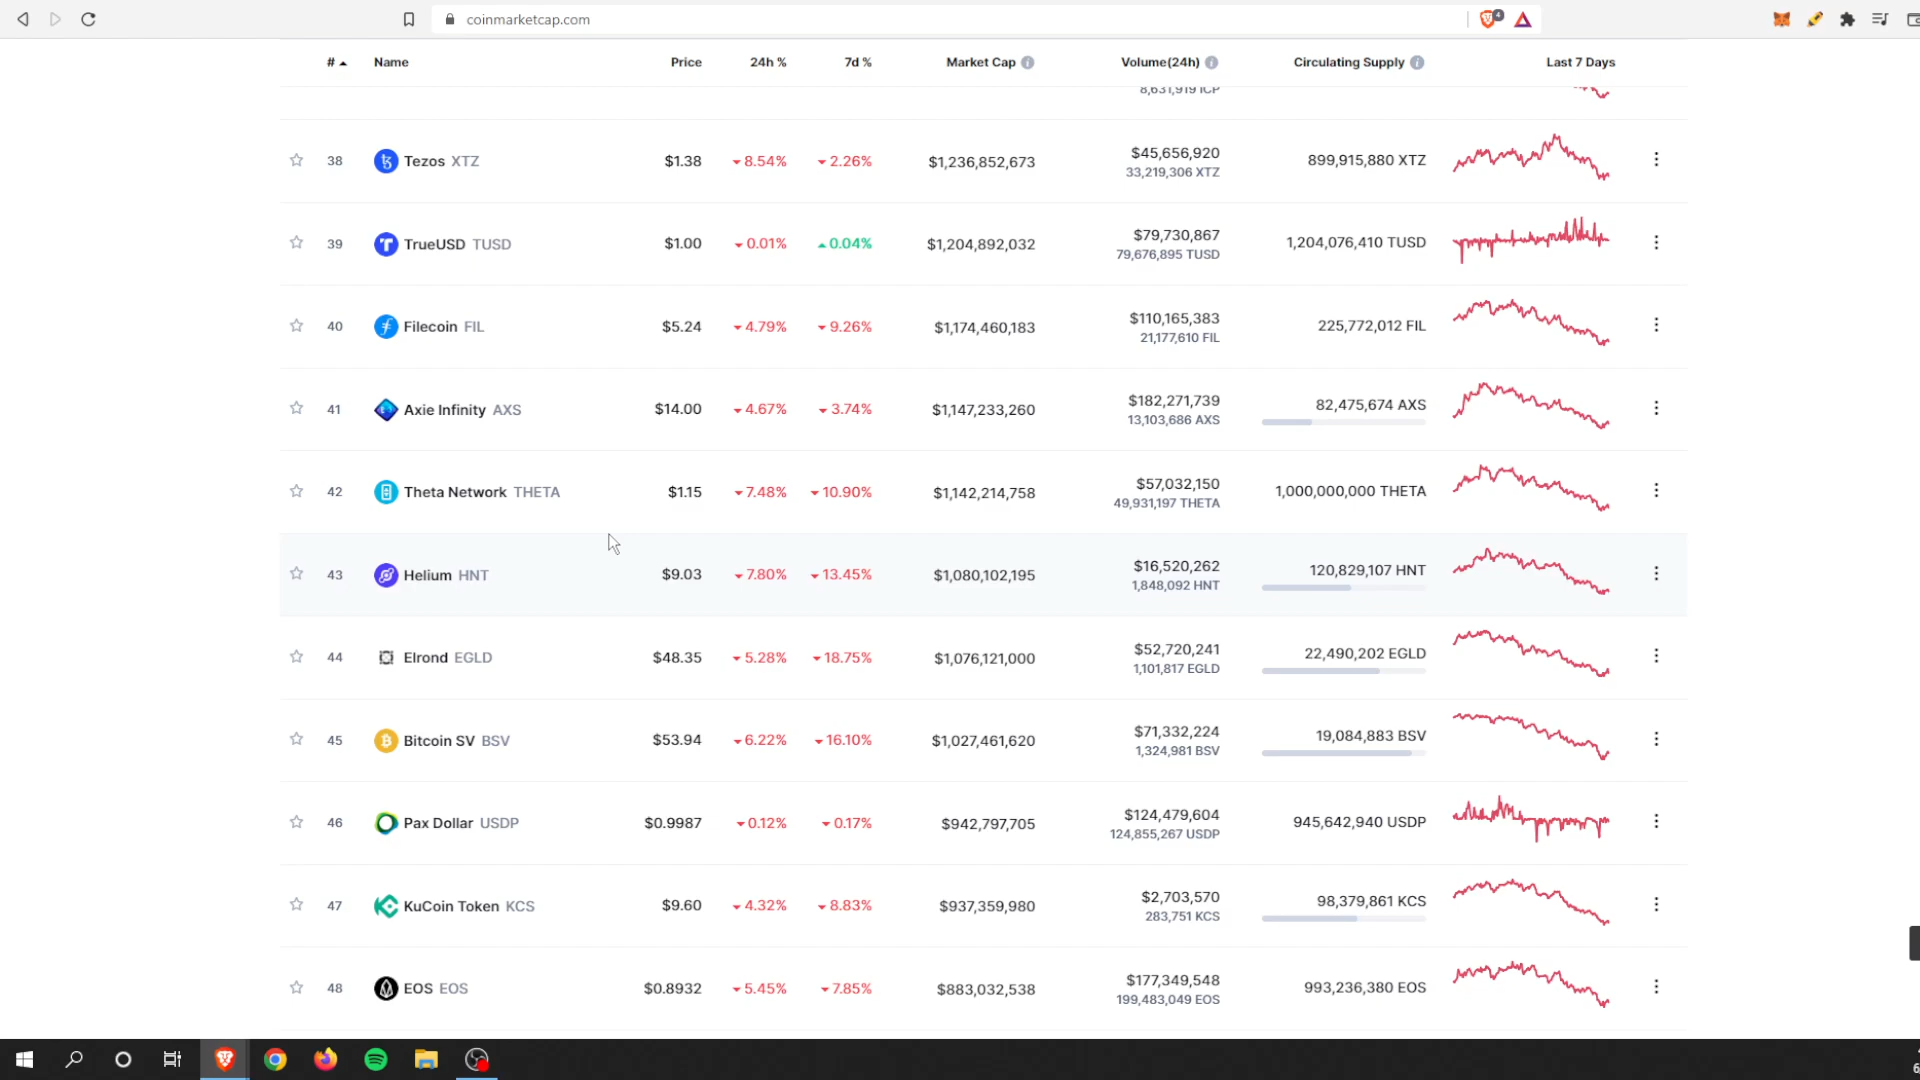 coinmarketcap.com
4
# Name Price 24h % 7d % Market Cap Volume(24h) Circulating Supply Last 7 Days
8,631,919 ICP
38 Tezos XTZ $1.38 8.54% 2.26% $1,236,852,673 $45,656,920 899,915,880 XTZ
33,219,306 XTZ
39 TrueUSD TUSD $1.00 0.01% 0.04% $1,204,892,032 $79,730,867 1,204,076,410 TUSD
79,676,895 TUSD
40 Filecoin FIL $5.24 4.79% 9.26% $1,174,460,183 $110,165,383 225,772,012 FIL
21,177,610 FIL
41 Axie Infinity AXS $14.00 4.67% 3.74% $1,147,233,260 $182,271,739 82,475,674 AXS
13,103,686 AXS
42 Theta Network THETA $1.15 7.48% 10.90% $1,142,214,758 $57,032,150 1,000,000,000 THETA
49,931,197 THETA
43 Helium HNT $9.03 7.80% 13.45% $1,080,102,195 $16,520,262 120,829,107 HNT
1,848,092 HNT
44 Elrond EGLD $48.35 5.28% 18.75% $1,076,121,000 $52,720,241 22,490,202 EGLD
1,101,817 EGLD
45 Bitcoin SV BSV $53.94 6.22% 16.10% $1,027,461,620 $71,332,224 19,084,883 BSV
1,324,981 BSV
46 Pax Dollar USDP $0.9987 0.12% 0.17% $942,797,705 $124,479,604 945,642,940 USDP
124,855,267 USDP
47 KuCoin Token KCS $9.60 4.32% 8.83% $937,359,980 $2,703,570 98,379,861 KCS
283,751 KCS
48 EOS EOS $0.8932 5.45% 7.85% $883,032,538 $177,349,548 993,236,380 EOS
199,483,049 EOS